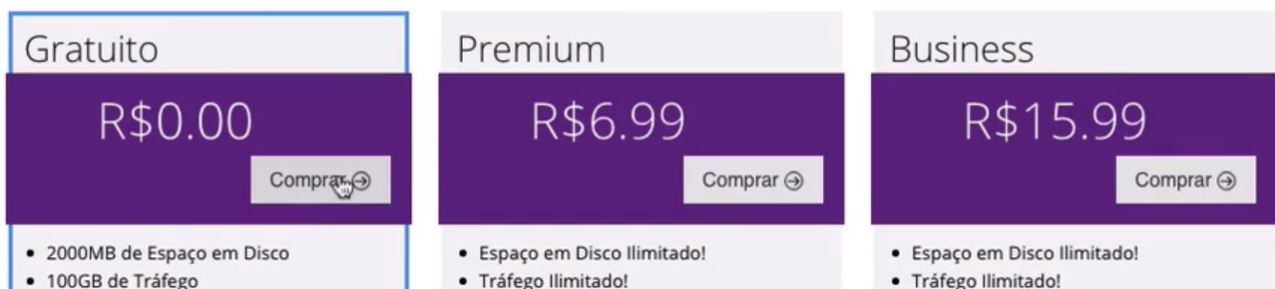 Gratuito
R$0.00
Comprar
2000MB de Espaço em Disco
100GB de Tráfego
Premium
R$6.99
Comprar
Espaço em Disco Ilimitado!
Tráfego Ilimitado!
Business
R$15.99
Comprar
Espaço em Disco Ilimitado!
Tráfego Ilimitado!